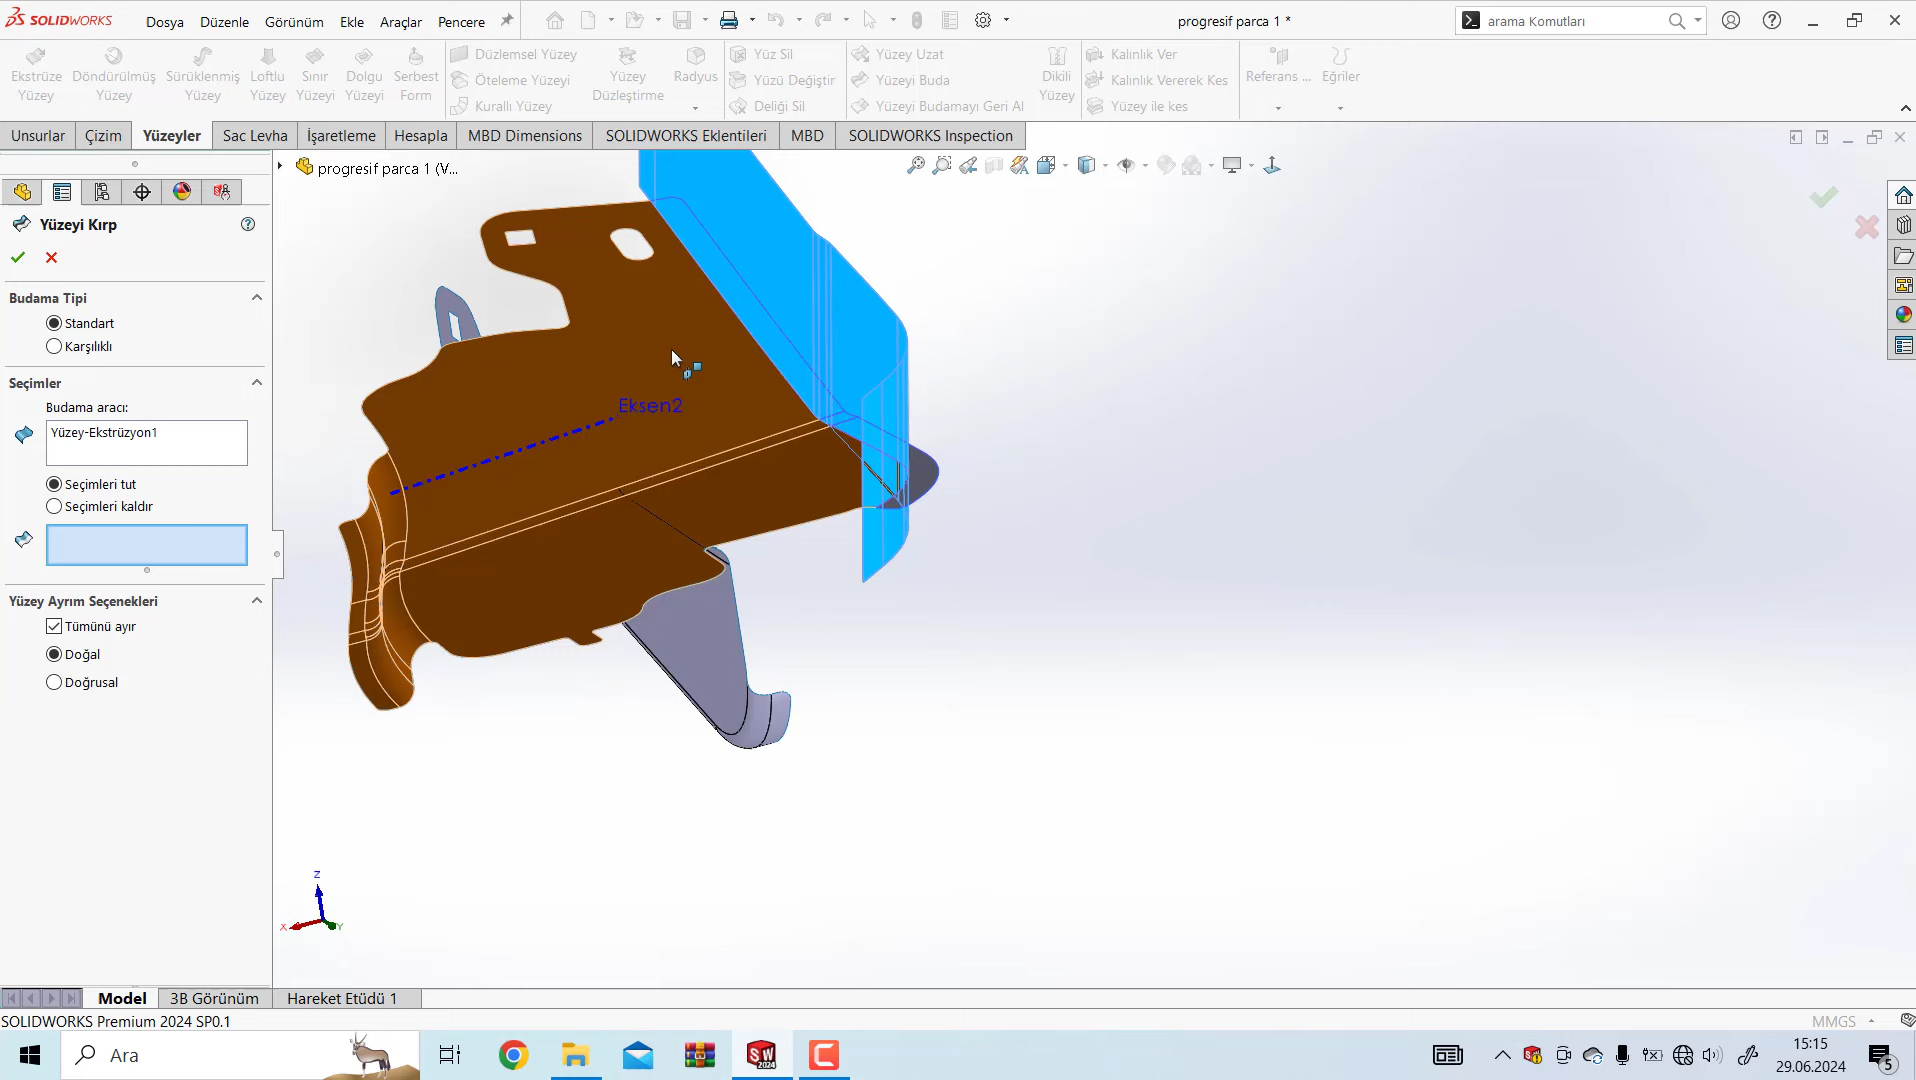 SOLIDWORKS
Dosya Düzenle Görünüm Ekle Araçlar Pencere
progresif parca 1 *
arama Komutları
Ekstrüze Yüzey
Döndürülmüş Yüzey
Sürüklenmiş Yüzey
Loftlu Yüzey
Sınır Yüzeyi
Dolgu Yüzeyi
Serbest Form
Düzlemsel Yüzey
Öteleme Yüzeyi
Kurallı Yüzey
Yüzey Düzleştirme
Radyus
Yüz Sil
Yüzü Değiştir
Deliği Sil
Yüzey Uzat
Yüzeyi Buda
Yüzeyi Budamayı Geri Al
Dikili Yüzey
Kalınlık Ver
Kalınlık Vererek Kes
Yüzey ile kes
Referans ...
Eğriler
Unsurlar Çizim Yüzeyler Sac Levha İşaretleme Hesapla MBD Dimensions SOLIDWORKS Eklentileri MBD SOLIDWORKS Inspection
progresif parca 1 (V...
Yüzeyi Kırp
Budama Tipi
Standart
Karşılıklı
Seçimler
Budama aracı:
Yüzey-Ekstrüzyon1
Seçimleri tut
Seçimleri kaldır
Yüzey Ayrım Seçenekleri
Tümünü ayır
Doğal
Doğrusal
Eksen2
Z
X
Y
Model 3B Görünüm Hareket Etüdü 1
SOLIDWORKS Premium 2024 SP0.1
MMGS
Ara
SW
2024
15:15
29.06.2024
5